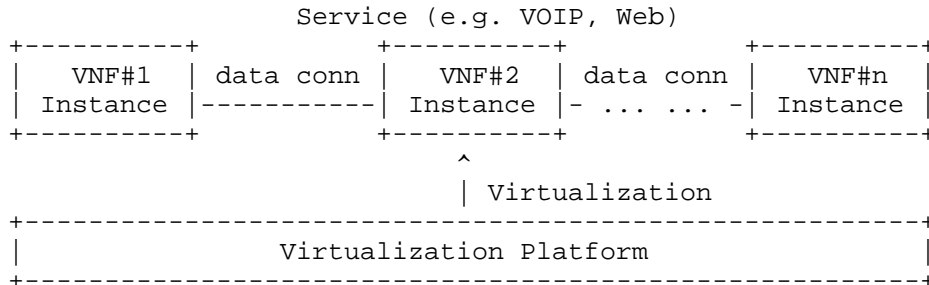 Service (e.g. VOIP, Web)
+----------+ +----------+ +----------+
| VNF#1 | data conn | VNF#2 | data conn | VNF#n |
| Instance |-----------| Instance |- ... ... -| Instance |
+----------+ +----------+ +----------+
^
| Virtualization
+------------------------------------------------------+
| Virtualization Platform |
+------------------------------------------------------+